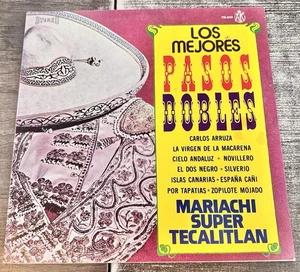 STEREO
LOS
MEJORES
PASOS
DOBLES
CARLOS ARRUZA
LA VIRGEN DE LA MACARENA
CIELO ANDALUZ - NOVILLERO
EL DOS NEGRO - SILVERIO
ISLAS CANARIAS - ESPAÑA CAÑI
POR TAPATIAS - ZOPILOTE MOJADO
MARIACHI
SUPER
TECALITLAN